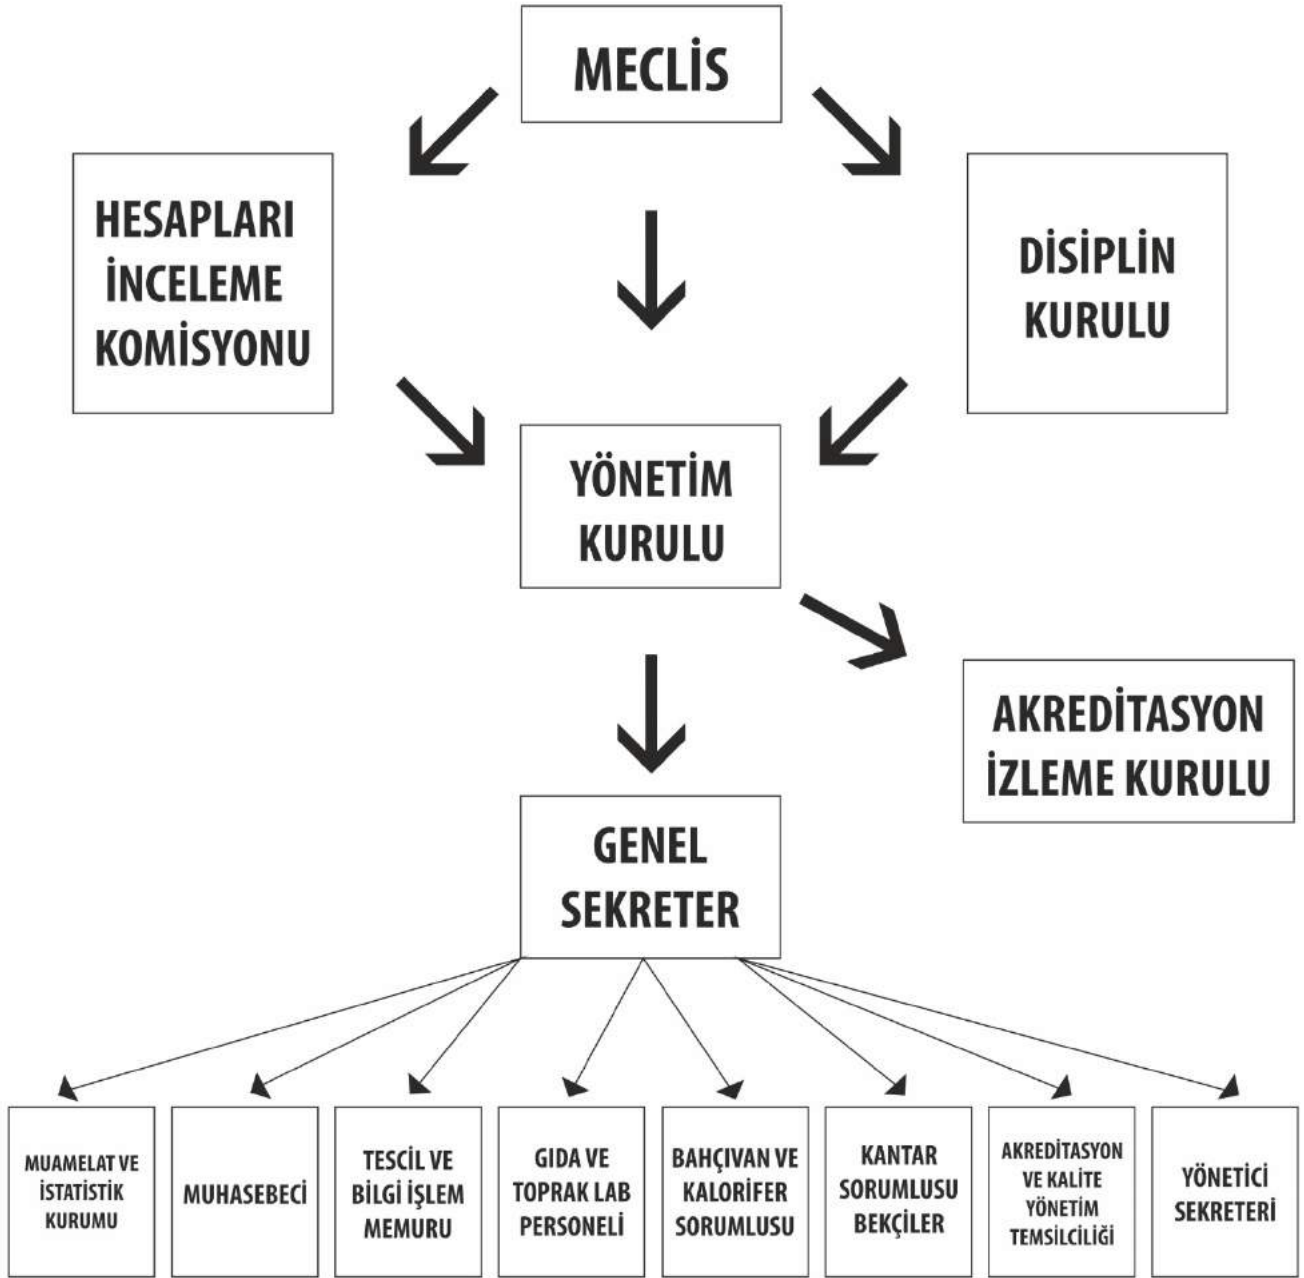 MECLİS
HESAPLARI
İNCELEME
KOMİSYONU
DİSİPLİN
KURULU
YÖNETİM
KURULU
AKREDİTASYON
İZLEME KURULU
GENEL
SEKRETER
MUAMELAT VE
İSTATİSTİK
KURUMU
MUHASEBECİ
TESCİL VE
BİLGİ İŞLEM
MEMURU
GIDA VE
TOPRAK LAB
PERSONELİ
BAHÇIVAN VE
KALORİFER
SORUMLUSU
KANTAR
SORUMLUSU
BEKÇİLER
AKREDİTASYON
VE KALİTE
YÖNETİM
TEMSİLCİLİĞİ
YÖNETİCİ
SEKRETERİ